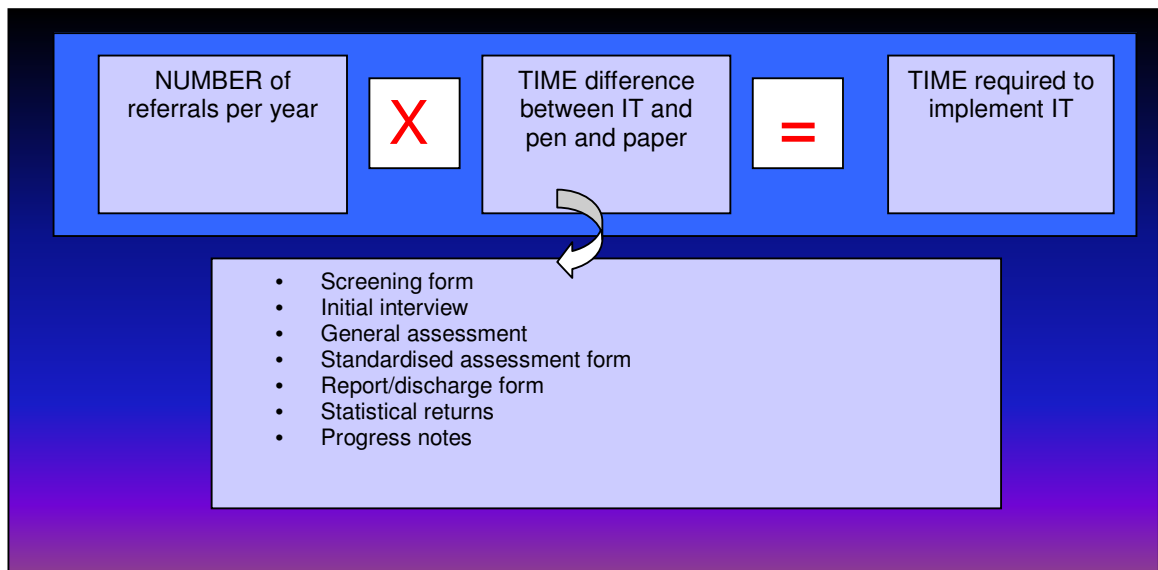 NUMBER of
referrals per year
X
TIME difference
between IT and
pen and paper
=
TIME required to
implement IT
• Screening form
• Initial interview
• General assessment
• Standardised assessment form
• Report/discharge form
• Statistical returns
• Progress notes